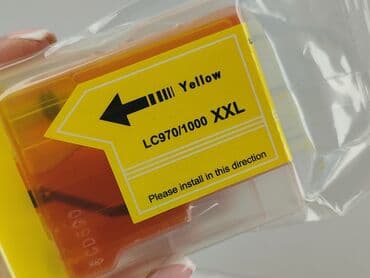 Yellow
LC970/1000 XXL
Please install in this direction